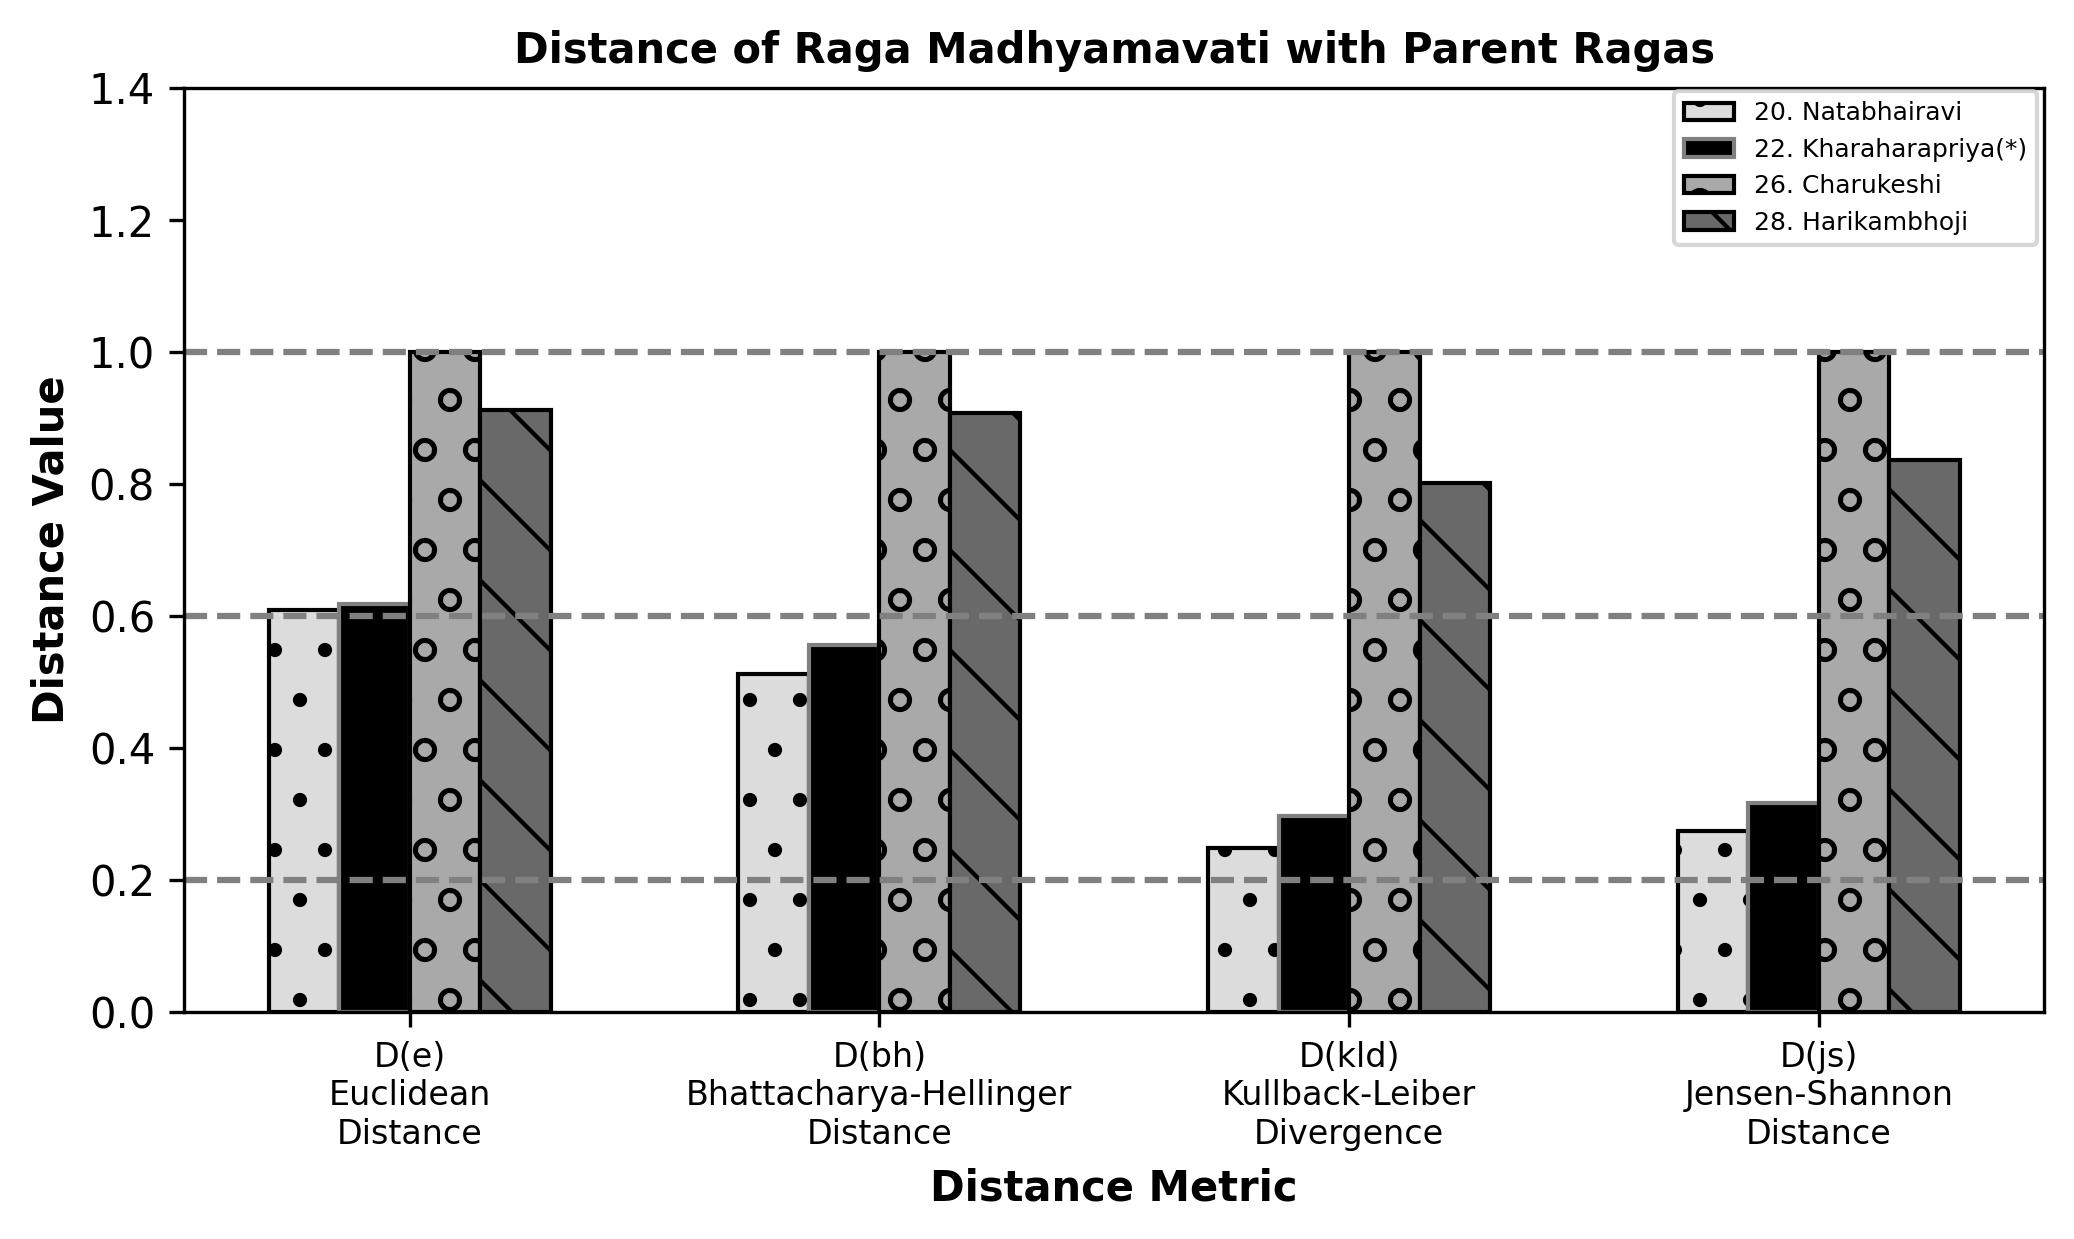 Distance of Raga Madhyamavati with Parent Ragas
1.4
1.2
1.0
0.8
0.6
0.4
0.2
0.0
Distance Value
20. Natabhairavi
22. Kharaharapriya(*)
26. Charukeshi
28. Harikambhoji
D(e)
Euclidean
Distance
D(bh)
Bhattacharya-Hellinger
Distance
D(kld)
Kullback-Leiber
Divergence
D(js)
Jensen-Shannon
Distance
Distance Metric